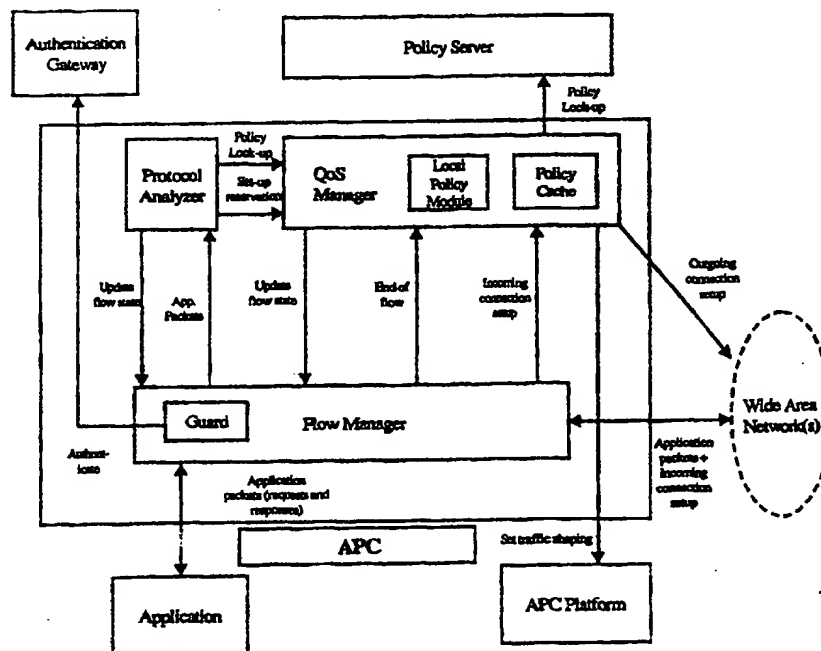 Authentication
Gateway
Policy Server
Policy
Look-up
Policy
Look-up
Set-up
reservation
Protocol
Analyzer
QoS
Manager
Local
Policy
Module
Policy
Cache
Update
flow state
App.
Packets
Update
flow state
End-of
flow
Incoming
connection
setup
Outgoing
connection
setup
Guard
Flow Manager
Wide Area
Network(s)
Authent-
icate
Application
packets (requests and
responses)
Application
packets +
Incoming
connection
setup
APC
Set traffic shaping
Application
APC Platform